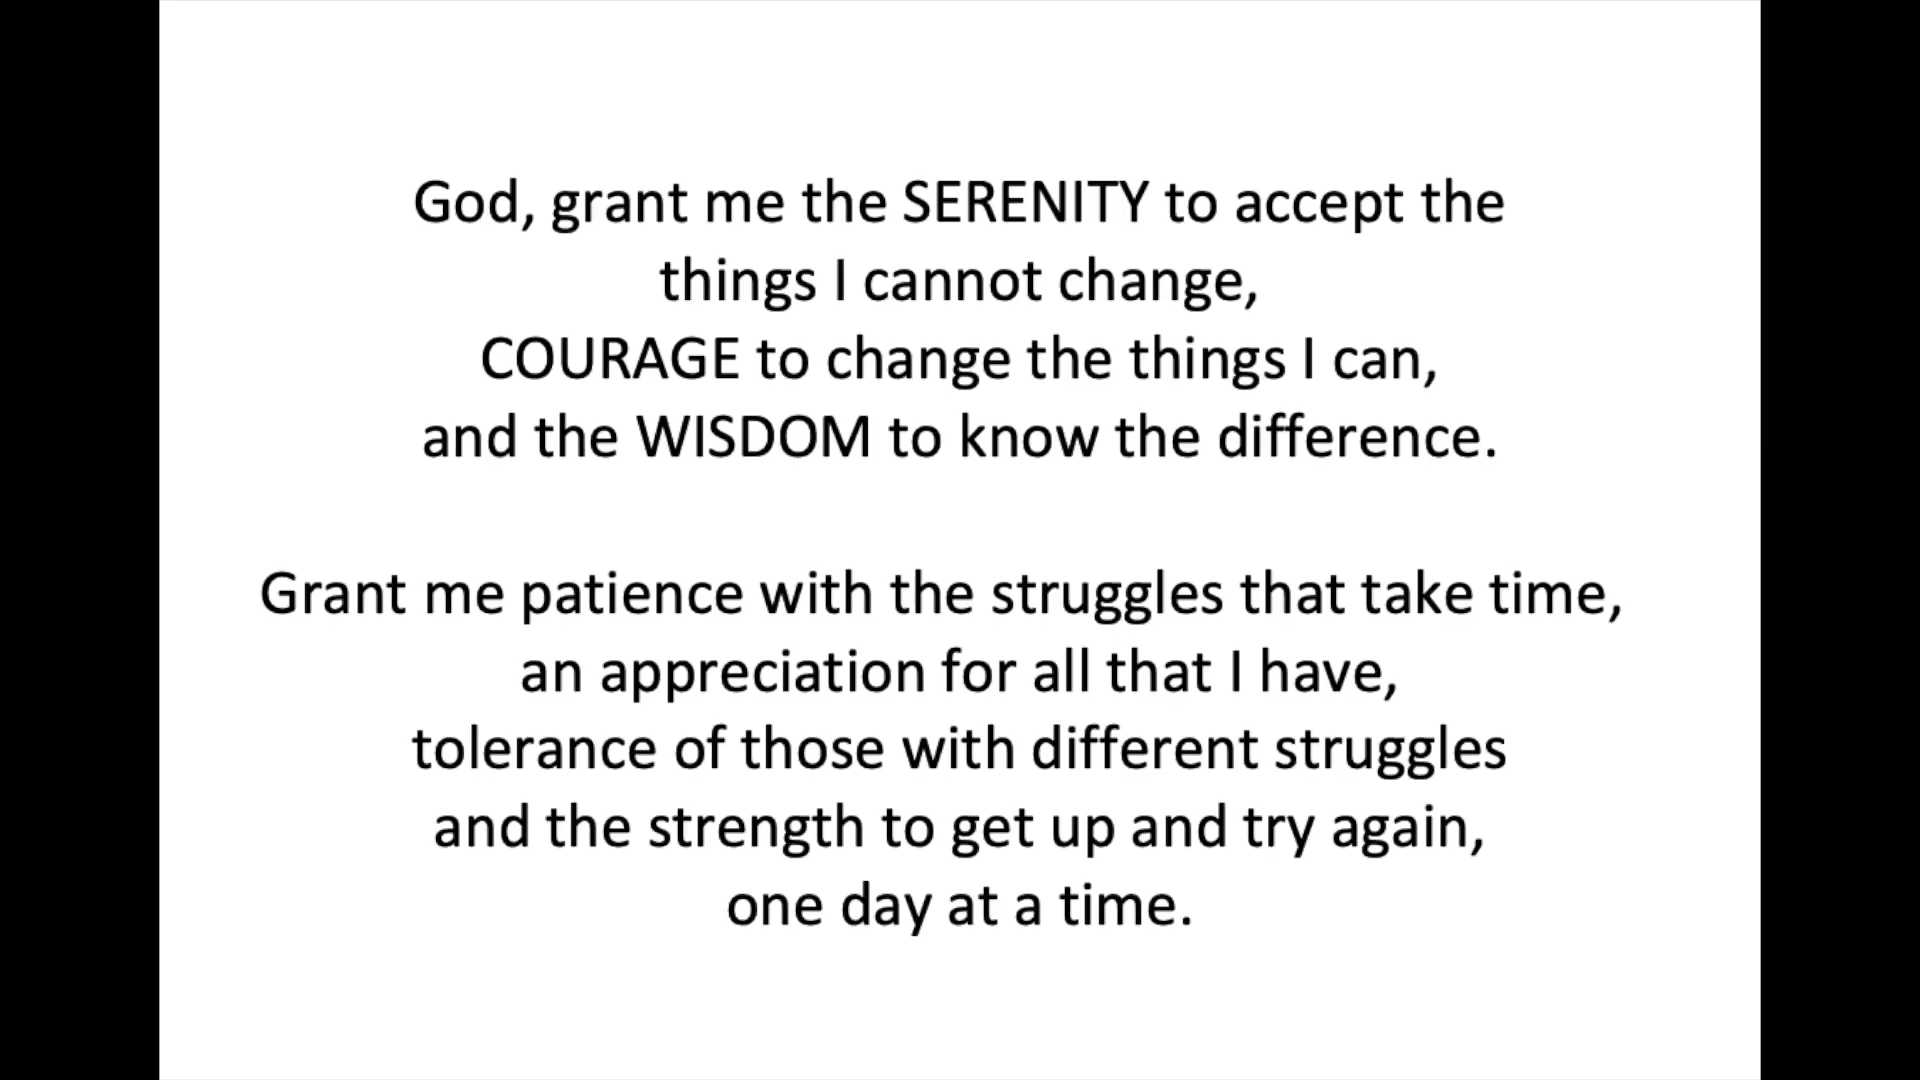 God, grant me the SERENITY to accept the
things I cannot change,
COURAGE to change the things I can,
and the WISDOM to know the difference.
Grant me patience with the struggles that take time,
an appreciation for all that I have,
tolerance of those with different struggles
and the strength to get up and try again,
one day at a time.